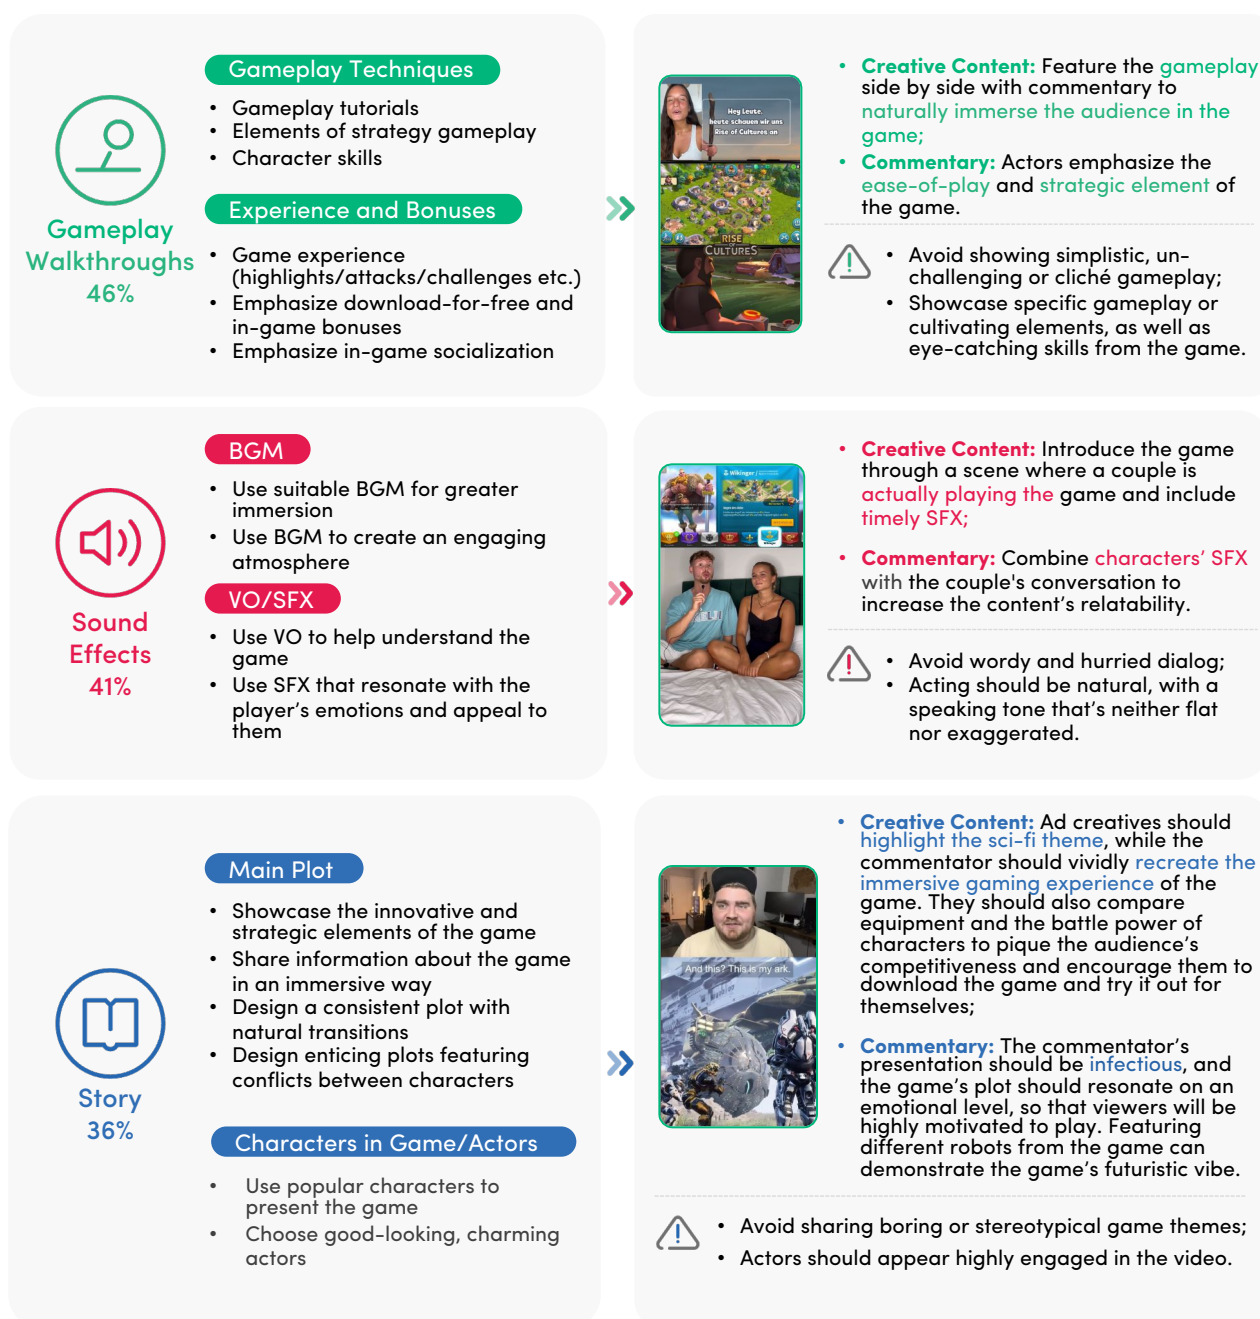 Gameplay Techniques
• Gameplay tutorials
• Elements of strategy gameplay
• Character skills
Experience and Bonuses
• Game experience
(highlights/attacks/challenges etc.)
• Emphasize download-for-free and
in-game bonuses
• Emphasize in-game socialization
Gameplay
Walkthroughs
46%
Hey Leute,
heute schauen wir uns
Rise of Cultures an
RISE
OF
CULTURES
• Creative Content: Feature the gameplay
side by side with commentary to
naturally immerse the audience in the
game;
• Commentary: Actors emphasize the
ease-of-play and strategic element of
the game.
• Avoid showing simplistic, un-
challenging or cliché gameplay;
• Showcase specific gameplay or
cultivating elements, as well as
eye-catching skills from the game.
BGM
• Use suitable BGM for greater
immersion
• Use BGM to create an engaging
atmosphere
VO/SFX
• Use VO to help understand the
game
• Use SFX that resonate with the
player's emotions and appeal to
them
Sound
Effects
41%
Wikinger
• Creative Content: Introduce the game
through a scene where a couple is
actually playing the game and include
timely SFX;
• Commentary: Combine characters' SFX
with the couple's conversation to
increase the content's relatability.
• Avoid wordy and hurried dialog;
• Acting should be natural, with a
speaking tone that's neither flat
nor exaggerated.
Main Plot
• Showcase the innovative and
strategic elements of the game
• Share information about the game
in an immersive way
• Design a consistent plot with
natural transitions
• Design enticing plots featuring
conflicts between characters
Characters in Game/Actors
• Use popular characters to
present the game
• Choose good-looking, charming
actors
Story
36%
And this? This is my ark.
• Creative Content: Ad creatives should
highlight the sci-fi theme, while the
commentator should vividly recreate the
immersive gaming experience of the
game. They should also compare
equipment and the battle power of
characters to pique the audience's
competitiveness and encourage them to
download the game and try it out for
themselves;
• Commentary: The commentator's
presentation should be infectious, and
the game's plot should resonate on an
emotional level, so that viewers will be
highly motivated to play. Featuring
different robots from the game can
demonstrate the game's futuristic vibe.
• Avoid sharing boring or stereotypical game themes;
• Actors should appear highly engaged in the video.